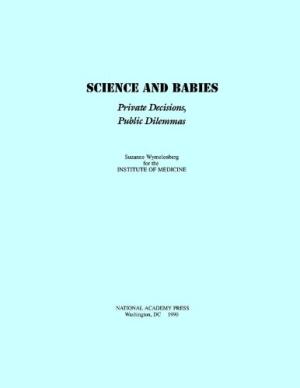 SCIENCE AND BABIES
Private Decisions,
Public Dilemmas
Suzanne Wymelenberg
for the
INSTITUTE OF MEDICINE
NATIONAL ACADEMY PRESS
Washington, DC 1990